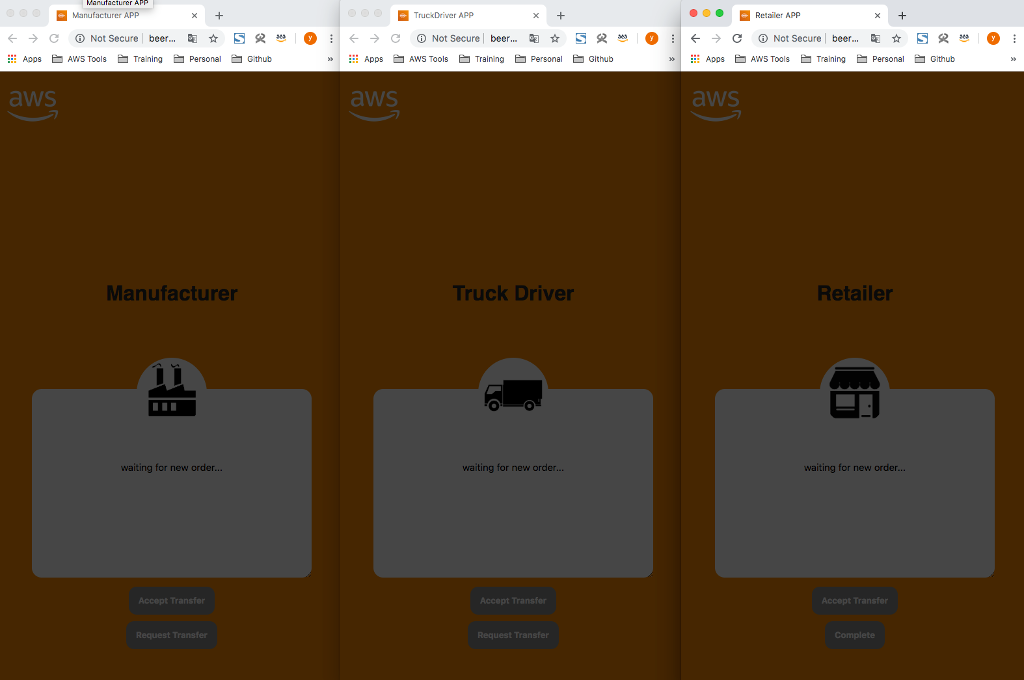 Manufacturer APP
Manufacturer APP
Not Secure
beer...
Apps
AWS Tools
Training
Personal
Github
»
aws
Manufacturer
waiting for new order...
Accept Transfer
Request Transfer
TruckDriver APP
Not Secure
beer...
Apps
AWS Tools
Training
Personal
Github
»
aws
Truck Driver
waiting for new order...
Accept Transfer
Request Transfer
Retailer APP
Not Secure
beer...
Apps
AWS Tools
Training
Personal
Github
»
aws
Retailer
waiting for new order...
Accept Transfer
Complete